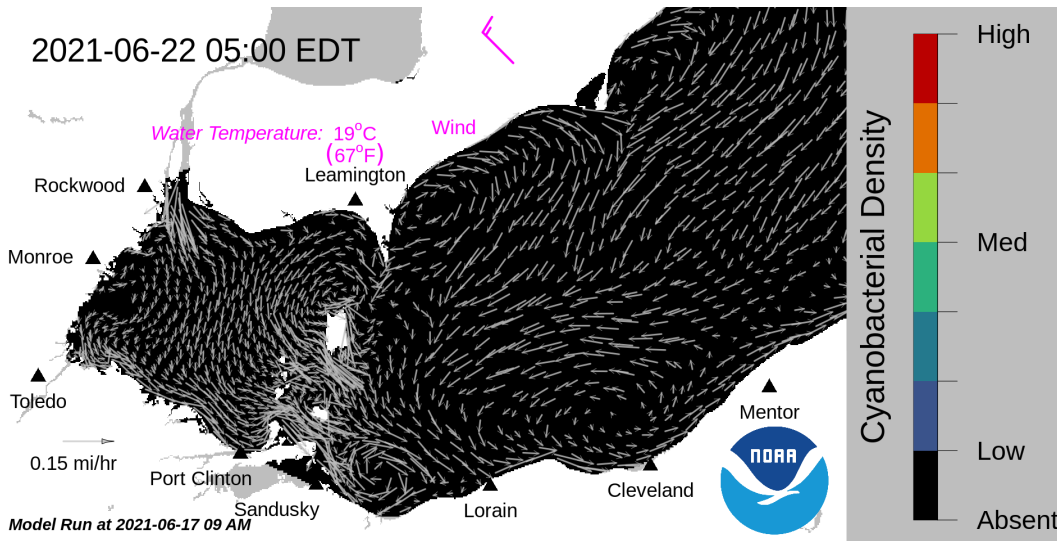 2021-06-22 05:00 EDT
High
Cyanobacterial Density
Water Temperature: 19°C
(67°F)
Wind
Leamington
Rockwood
Monroe
Med
Toledo
Mentor
0.15 mi/hr
NOAA
Low
Port Clinton
Sandusky
Lorain
Cleveland
Model Run at 2021-06-17 09 AM
Absent